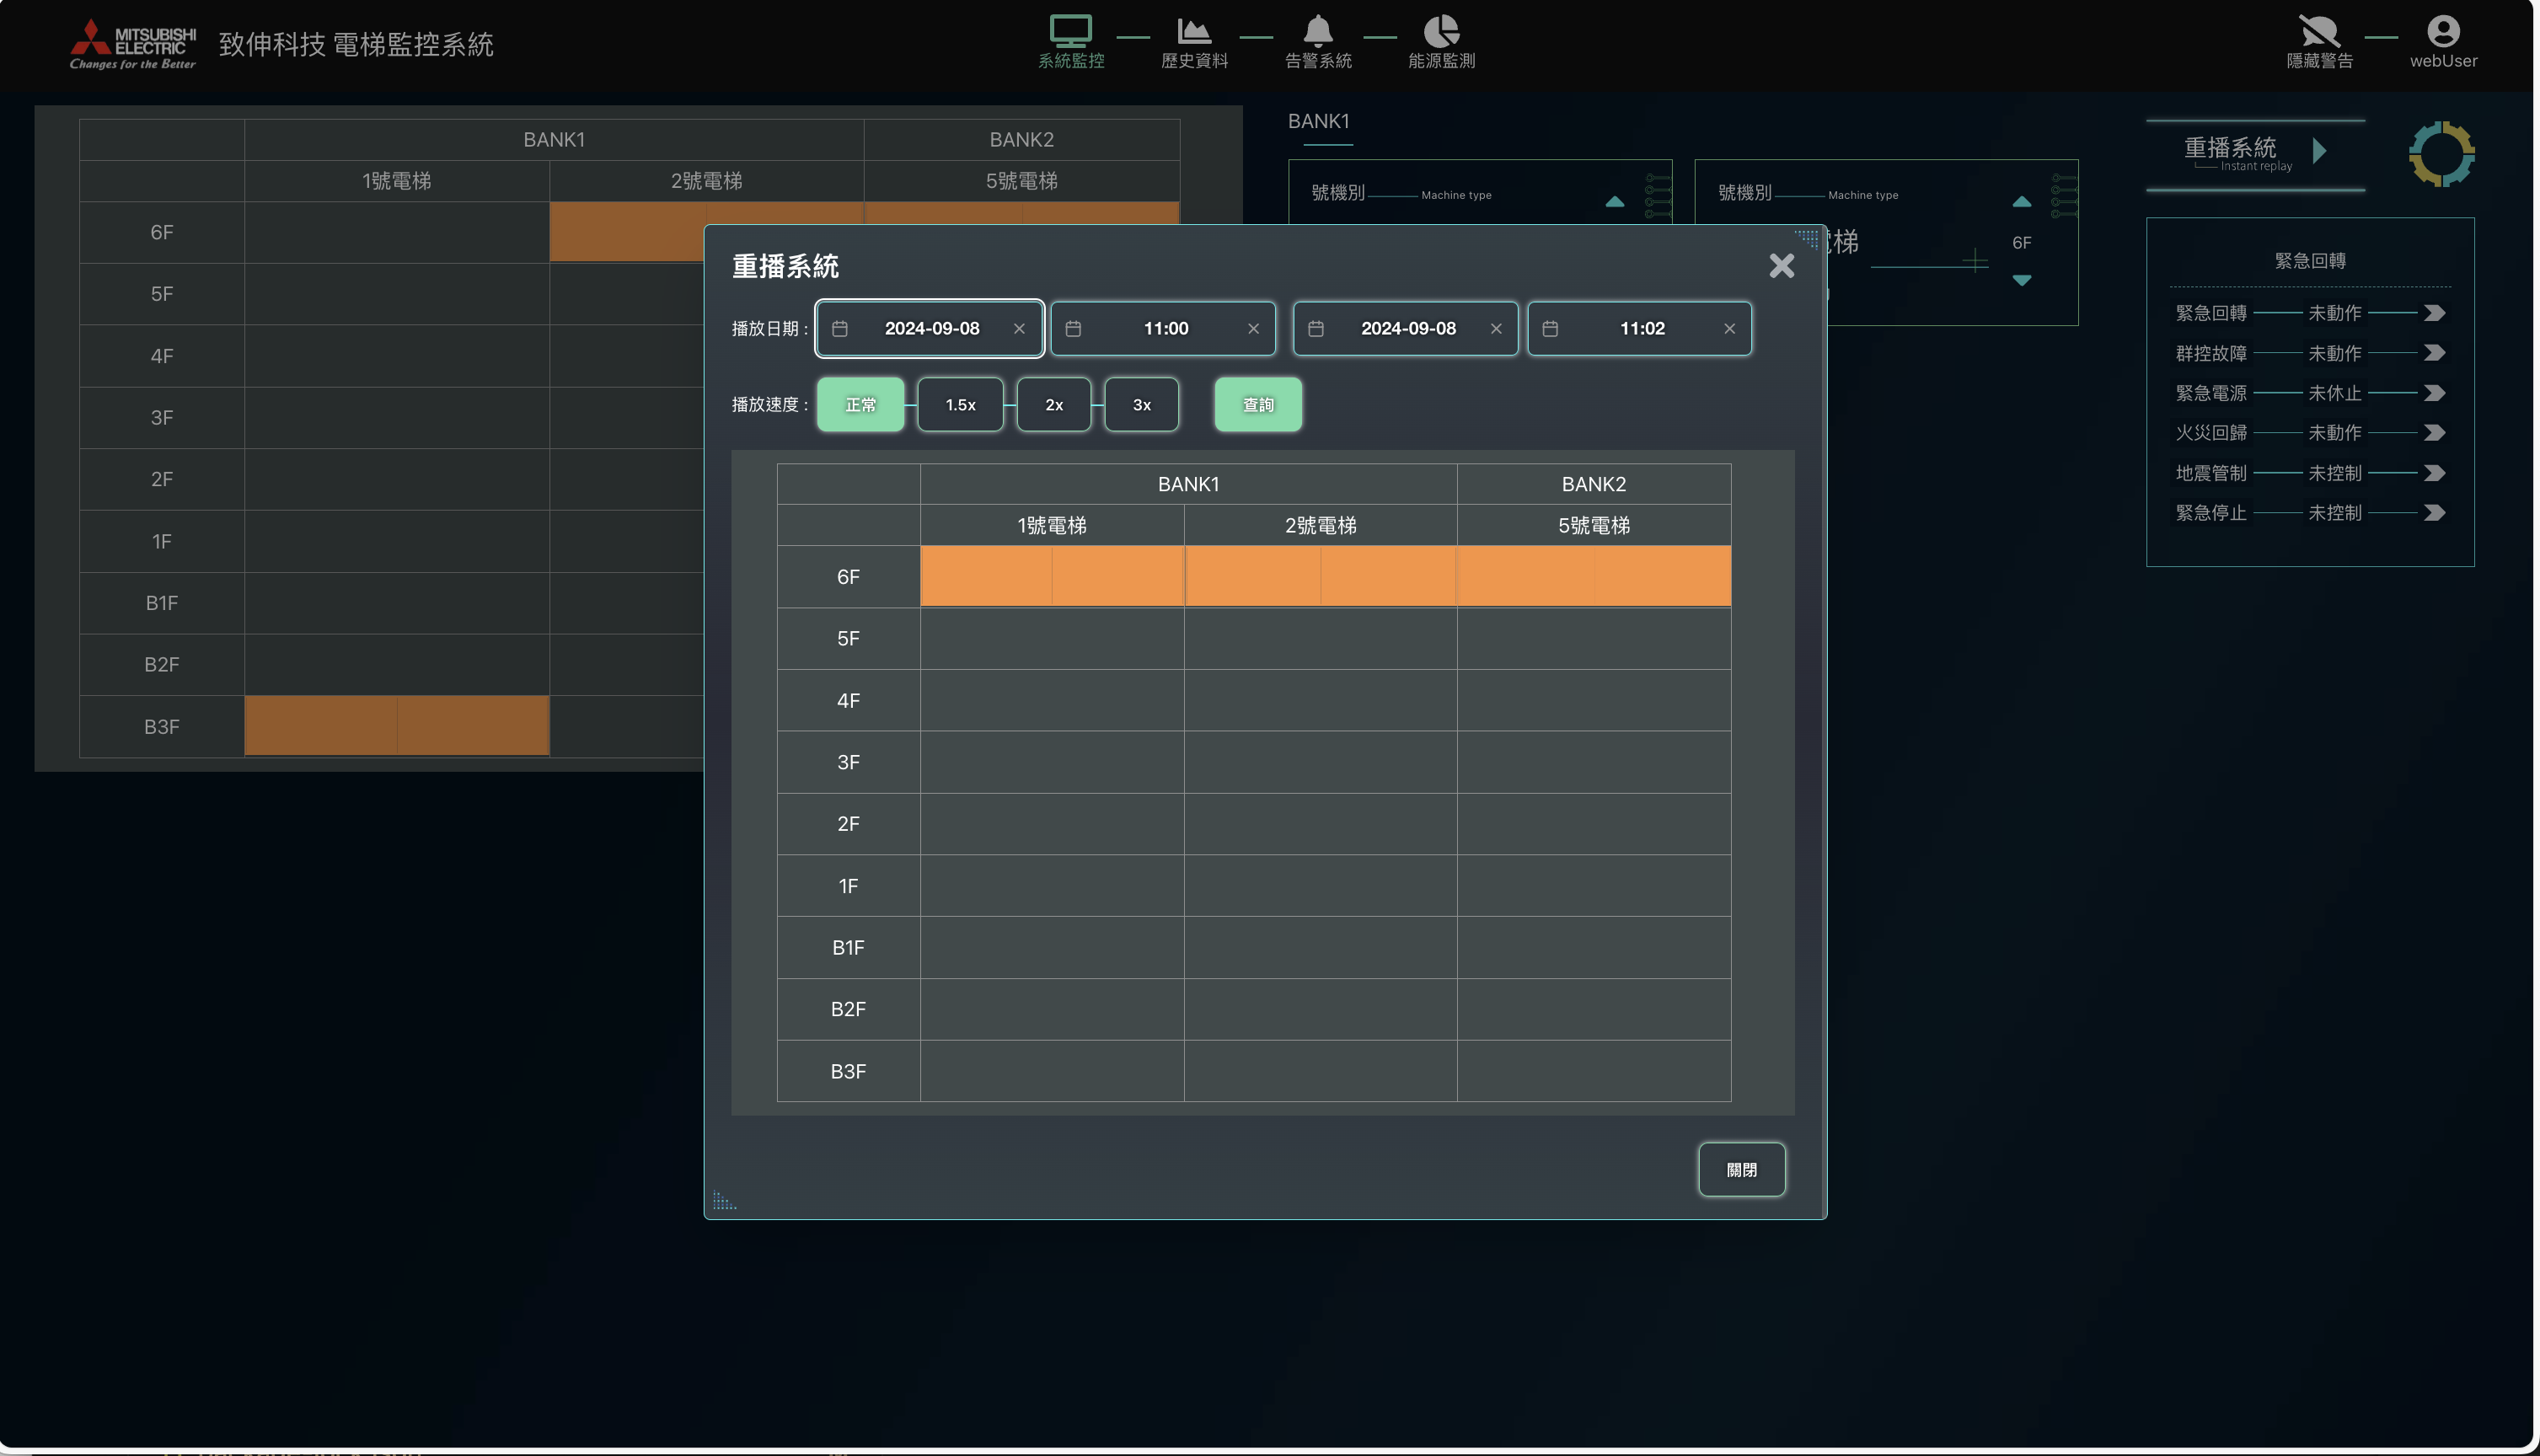 MITSUBISHI
ELECTRIC
Changes for the Better
致伸科技 電梯監控系統
系統監控
歷史資料
告警系統
能源監測
隱藏警告
webUser
BANK1 BANK2
1號電梯 2號電梯 5號電梯
6F
5F
4F
3F
2F
1F
B1F
B2F
B3F
BANK1
號機別 Machine type
號機別 Machine type
梯
6F
重播系統
Instant replay
緊急回轉
緊急回轉 未動作
群控故障 未動作
緊急電源 未休止
火災回歸 未動作
地震管制 未控制
緊急停止 未控制
重播系統
播放日期 : 2024-09-08 11:00 2024-09-08 11:02
播放速度 : 正常 1.5x 2x 3x 查詢
BANK1 BANK2
1號電梯 2號電梯 5號電梯
6F
5F
4F
3F
2F
1F
B1F
B2F
B3F
關閉